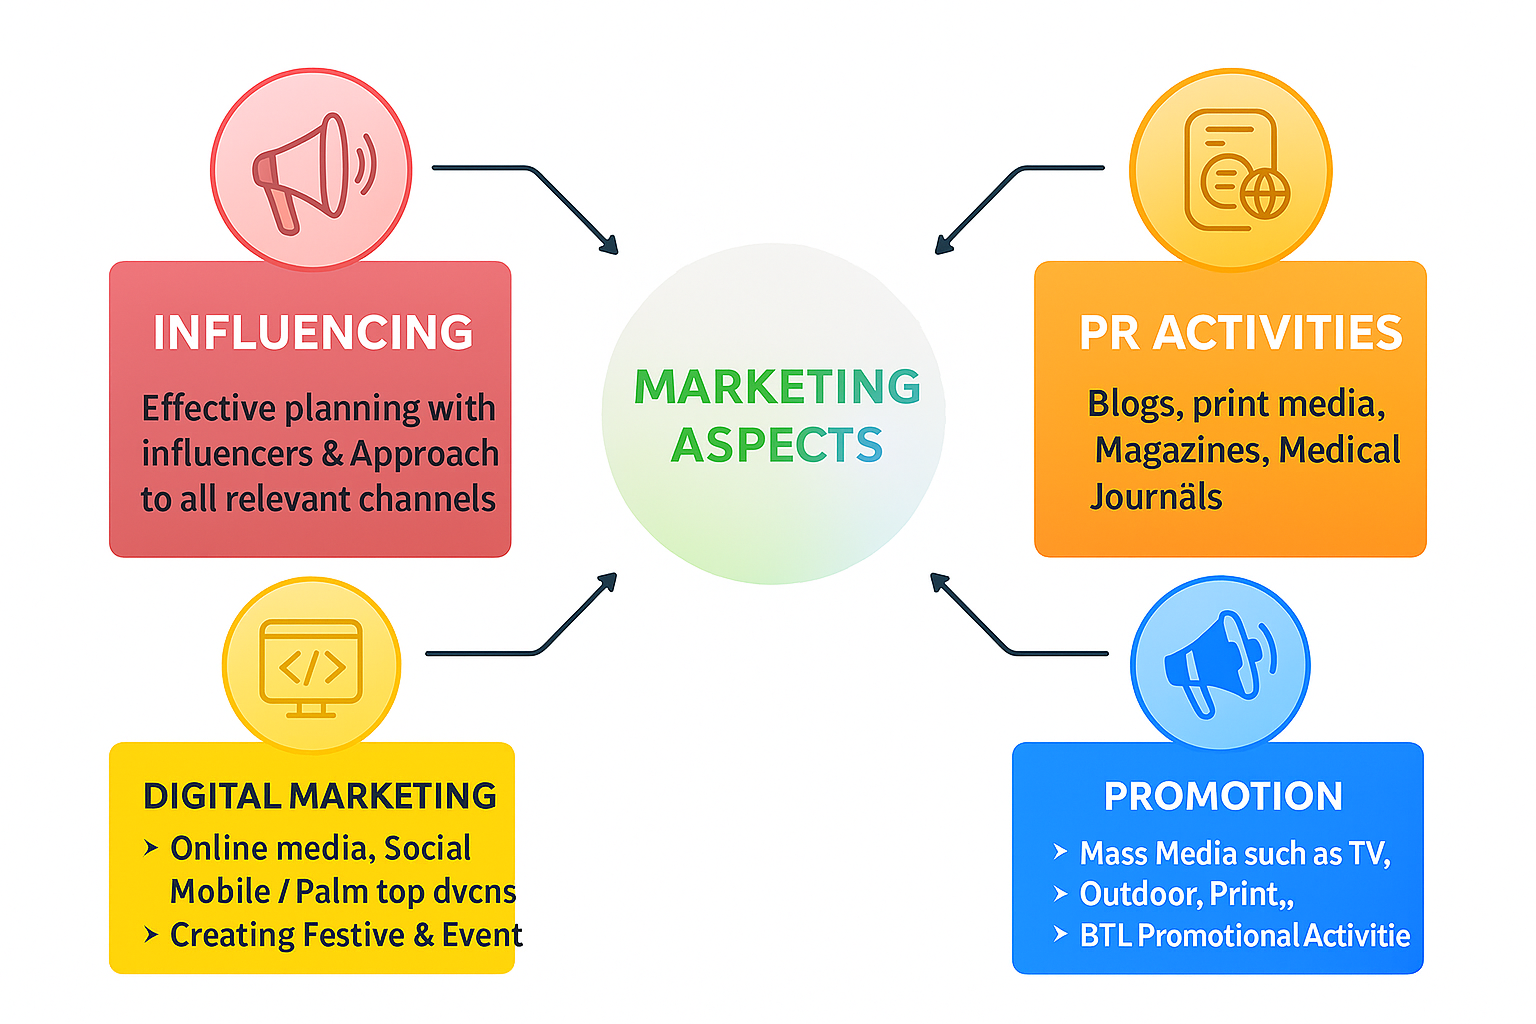 INFLUENCING
Effective planning with
influencers & Approach
to all relevant channels
MARKETING
ASPECTS
PR ACTIVITIES
Blogs, print media,
Magazines, Medical
Journäls
DIGITAL MARKETING
➤ Online media, Social
Mobile / Palm top dvcns
➤ Creating Festive & Event
PROMOTION
➤ Mass Media such as TV,
➤ Outdoor, Print,,
➤ BTL Promotional Activitie